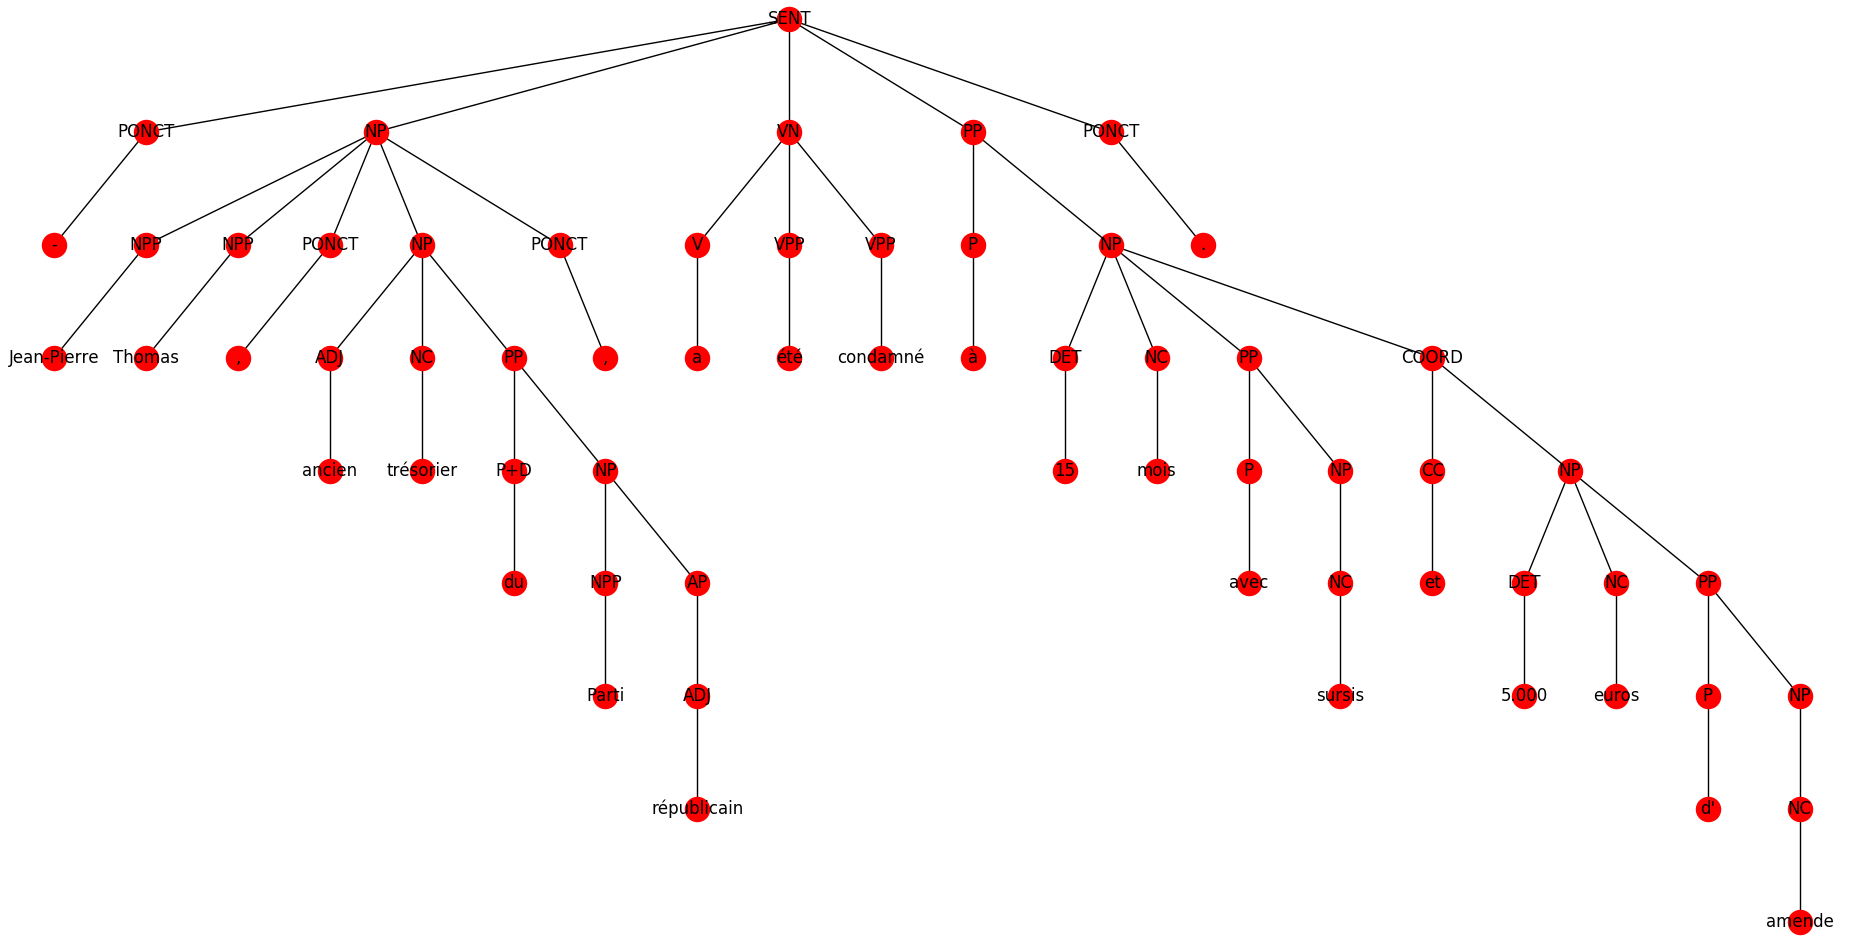 SENT
PONCT NP VN PP PONCT
- NPP NPP PONCT NP PONCT V VPP VPP P NP .
Jean-Pierre Thomas , ADJ NC PP , a été condamné à DET NC PP COORD
ancien trésorier P+D NP 15 mois P NP CC NP
du NPP AP avec NC et DET NC PP
Parti ADJ sursis 5.000 euros P NP
républicain d' NC
amende